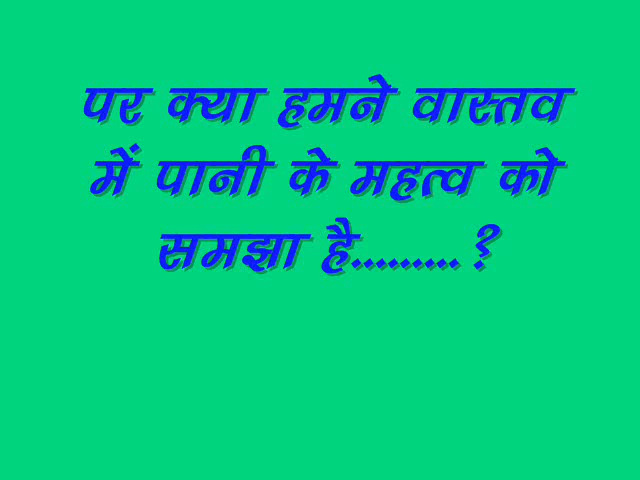 पर क्या हमने वास्तव
में पानी के महत्व को
समझा है.........?